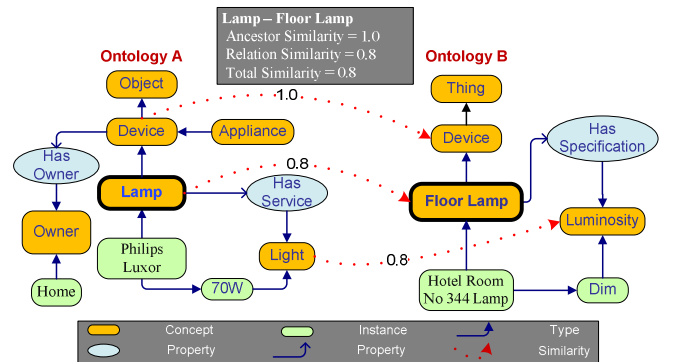 Lamp – Floor Lamp
Ancestor Similarity = 1.0
Relation Similarity = 0.8
Total Similarity = 0.8
Ontology A
Ontology B
Object
Thing
1.0
Device
Appliance
Device
Has
Specification
Has
Owner
0.8
Lamp
Has
Service
Floor Lamp
Owner
Luminosity
Philips
Luxor
Light
0.8
Home
70W
Hotel Room
No 344 Lamp
Dim
Concept
Instance
Type
Property
Property
Similarity